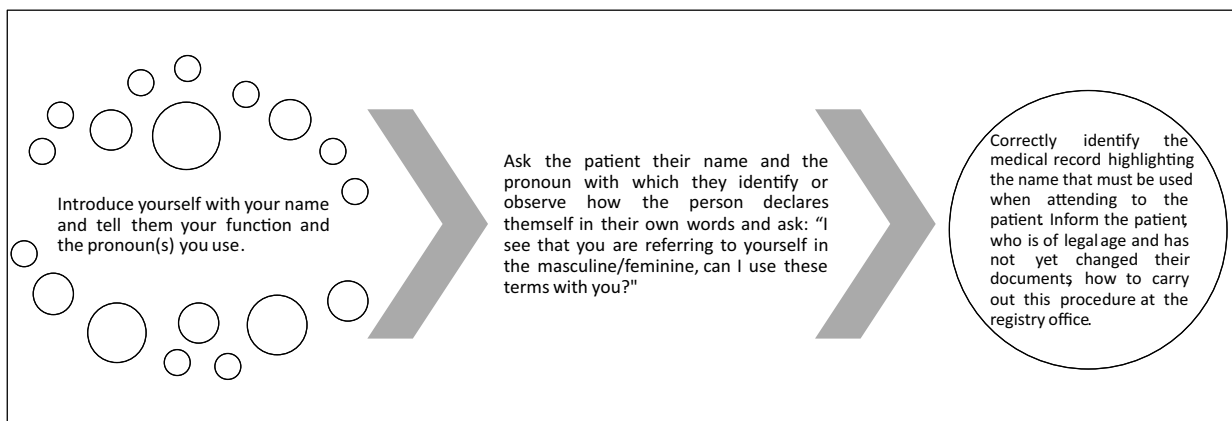 Introduce yourself with your name
and tell them your function and
the pronoun(s) you use.
Ask the patient their name and the
pronoun with which they identify or
observe how the person declares
themself in their own words and ask: “I
see that you are referring to yourself in
the masculine/feminine, can I use these
terms with you?"
Correctly identify the
medical record highlighting
the name that must be used
when attending to the
patient. Inform the patient,
who is of legal age and has
not yet changed their
documents, how to carry
out this procedure at the
registry office.